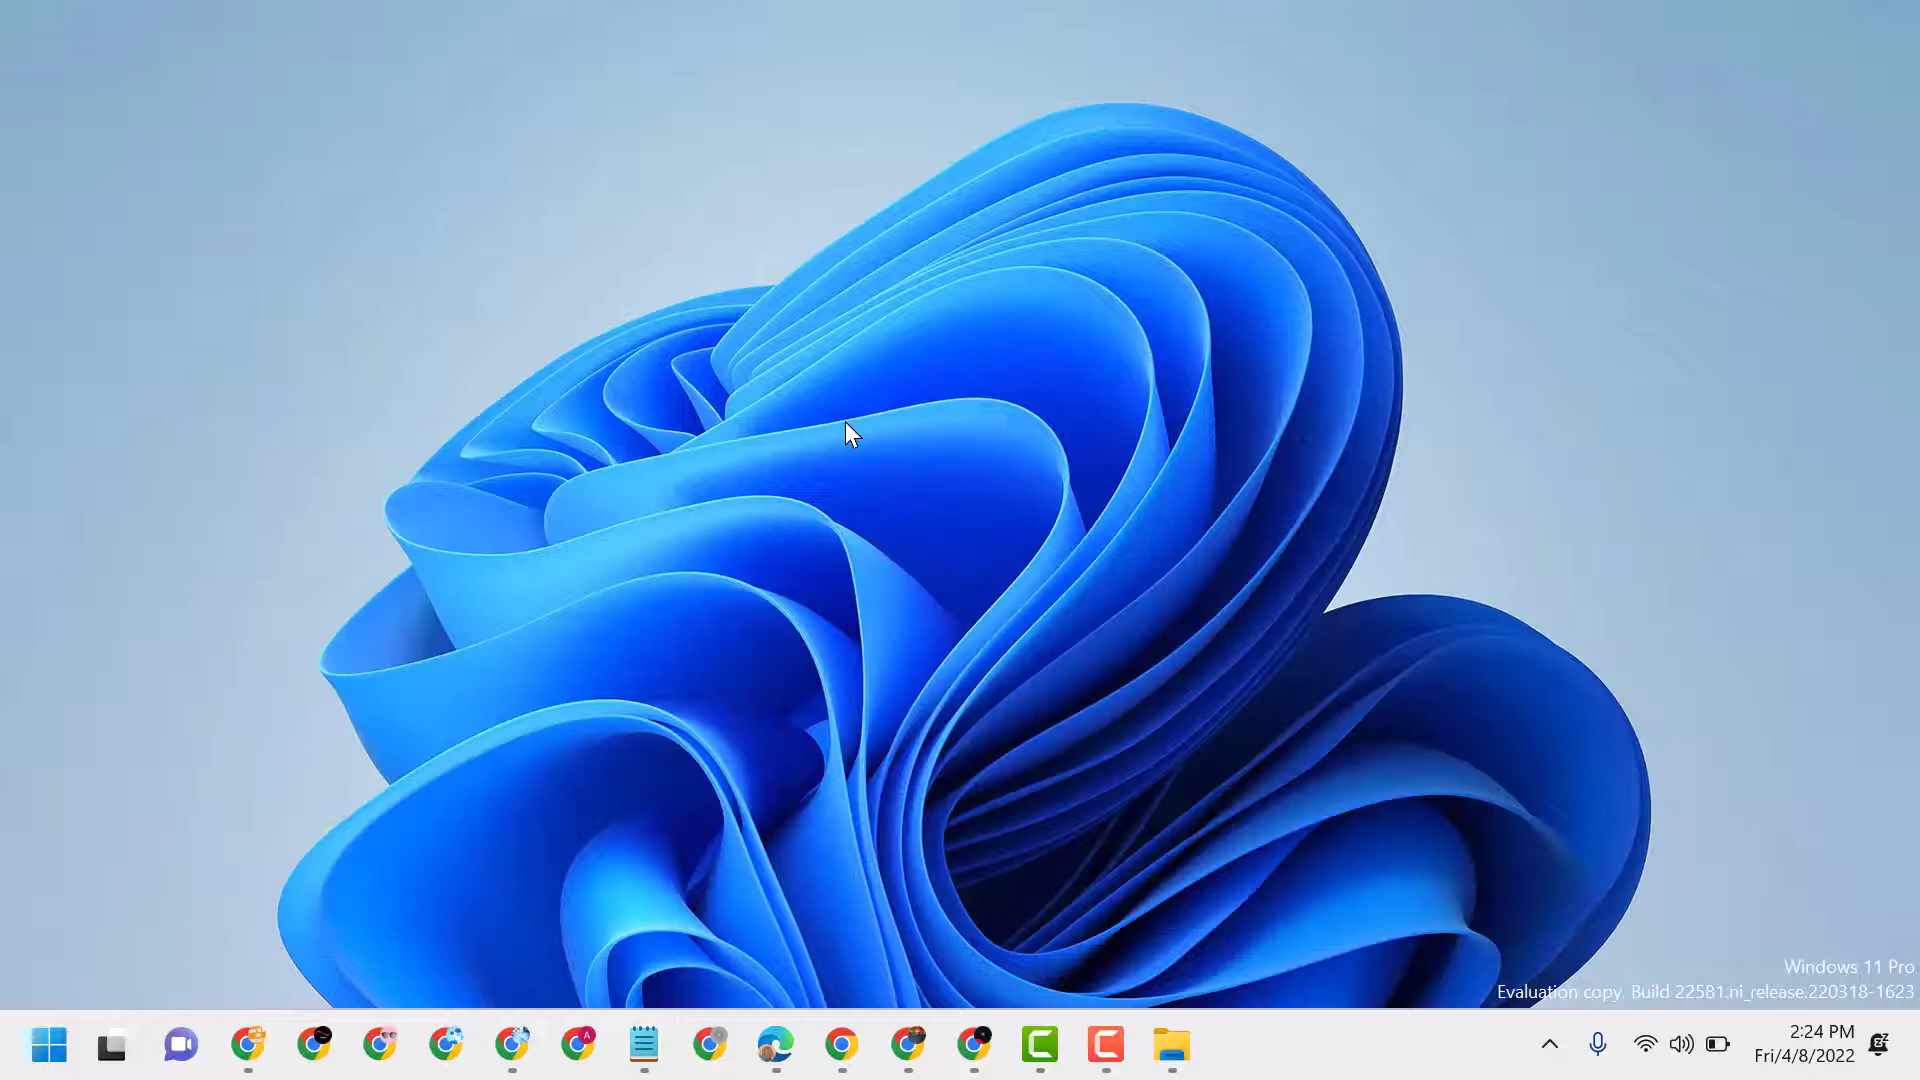 Windows 11 Pro
Evaluation copy. Build 22581.ni_release.220318-1623
2:24 PM
Fri/4/8/2022
A